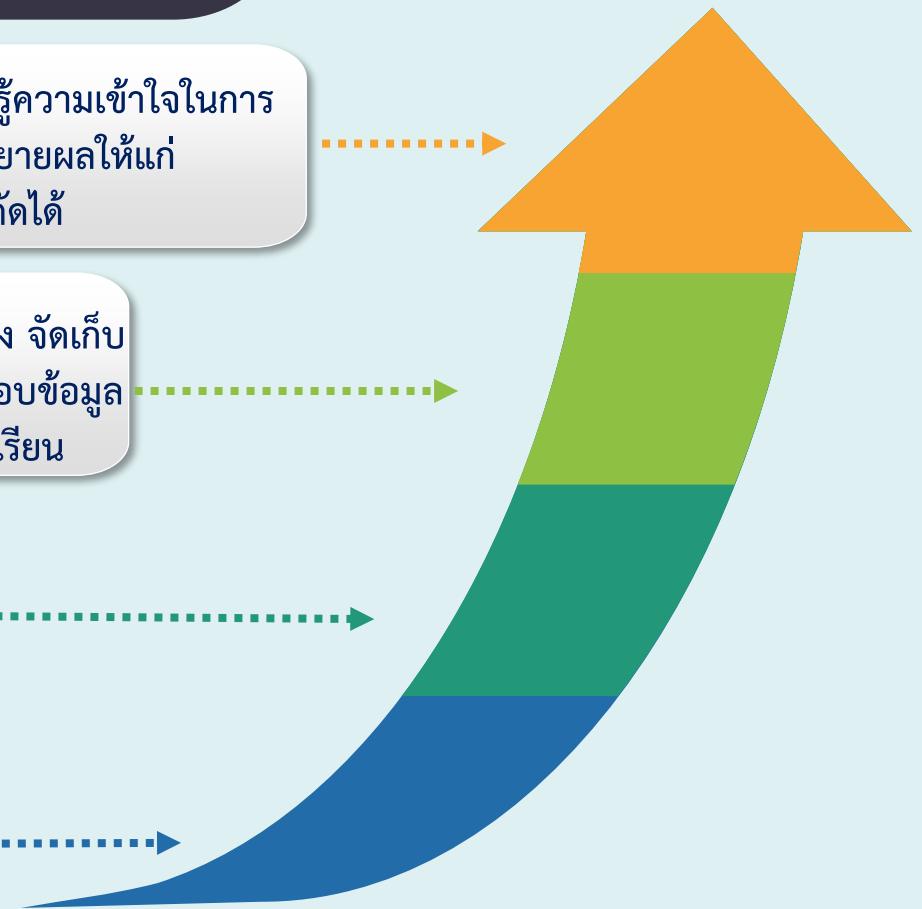 รู้ความเข้าใจในการ
ยายผลให้แก่
กัดได้
ง จัดเก็บ
อบข้อมูล
เรียน